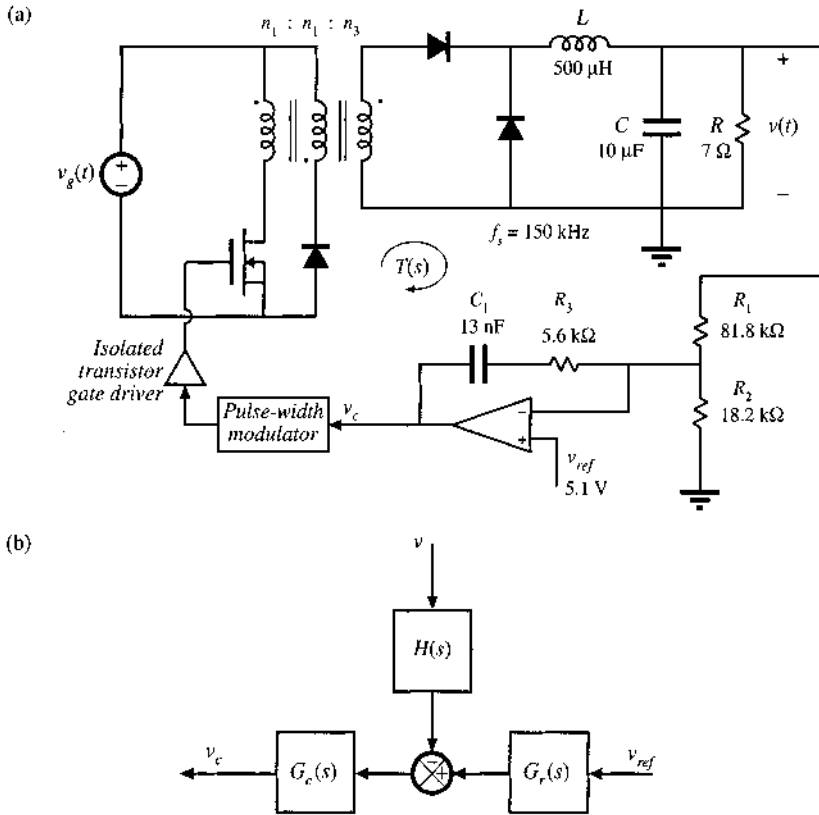 (a)
n1 : n1 : n3
L
500 μH
+
vg(t)
+
−
C
10 μF
R
7 Ω
v(t)
−
fs = 150 kHz
T(s)
C1
13 nF
R3
5.6 kΩ
R1
81.8 kΩ
Isolated
transistor
gate driver
Pulse-width
modulator
vc
−
+
R2
18.2 kΩ
vref
5.1 V
(b)
v
H(s)
vc
Gc(s)
−
+
Gr(s)
vref